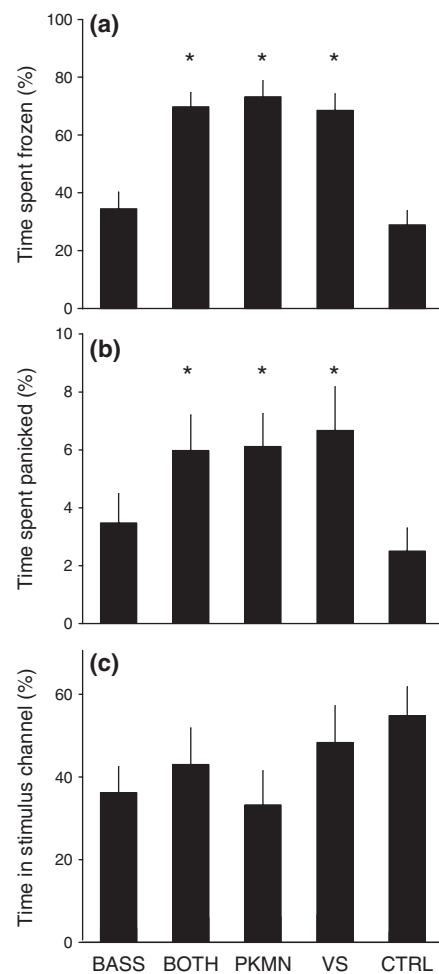 (a)
Time spent frozen (%)
100
80
60
40
20
0
* * *
(b)
Time spent panicked (%)
10
8
6
4
2
0
* * *
(c)
Time in stimulus channel (%)
60
40
20
0
BASS BOTH PKMN VS CTRL